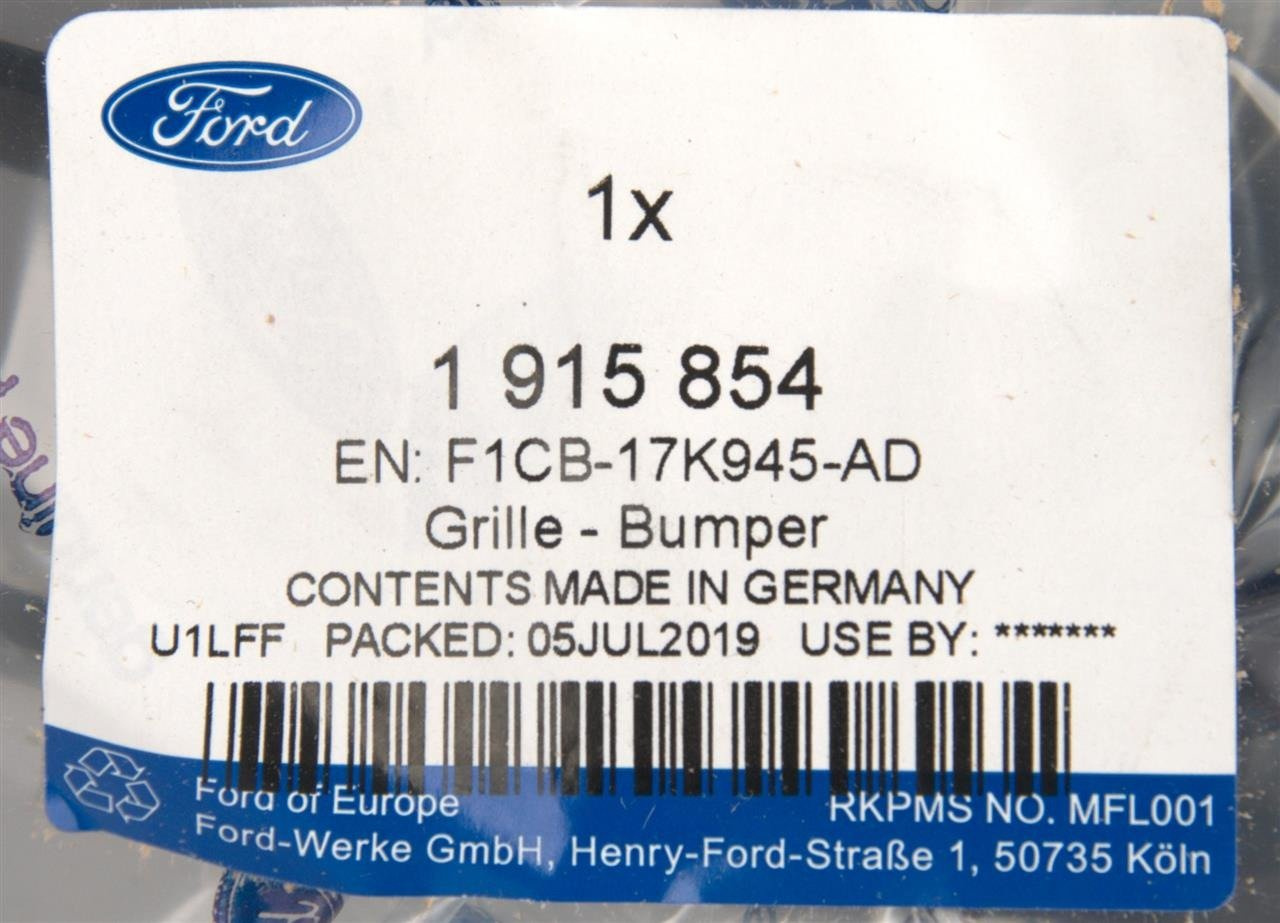 Ford
1x
1 915 854
EN: F1CB-17K945-AD
Grille - Bumper
CONTENTS MADE IN GERMANY
U1LFF PACKED: 05JUL2019 USE BY: *******
Ford of Europe
RKPMS NO. MFL001
Ford-Werke GmbH, Henry-Ford-Straße 1, 50735 Köln